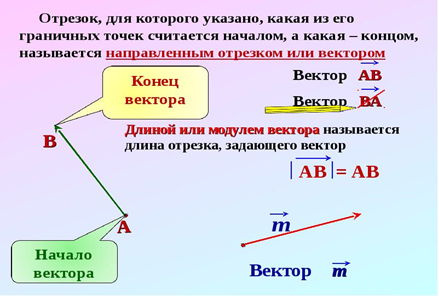 Отрезок, для которого указано, какая из его
граничных точек считается началом, а какая – концом,
называется направленным отрезком или вектором
Конец
вектора
Вектор AB
Вектор BA
Длиной или модулем вектора называется
длина отрезка, задающего вектор
B
| AB | = AB
A
m
Начало
вектора
Вектор m